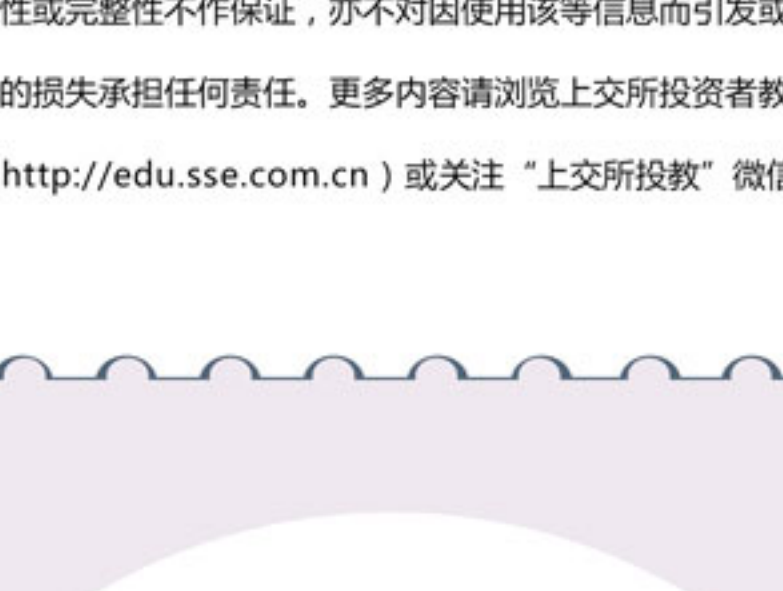 性或完整性不作保证，亦不对因使用该等信息而引发或
的损失承担任何责任。更多内容请浏览上交所投资者教
http://edu.sse.com.cn）或关注“上交所投教”微信